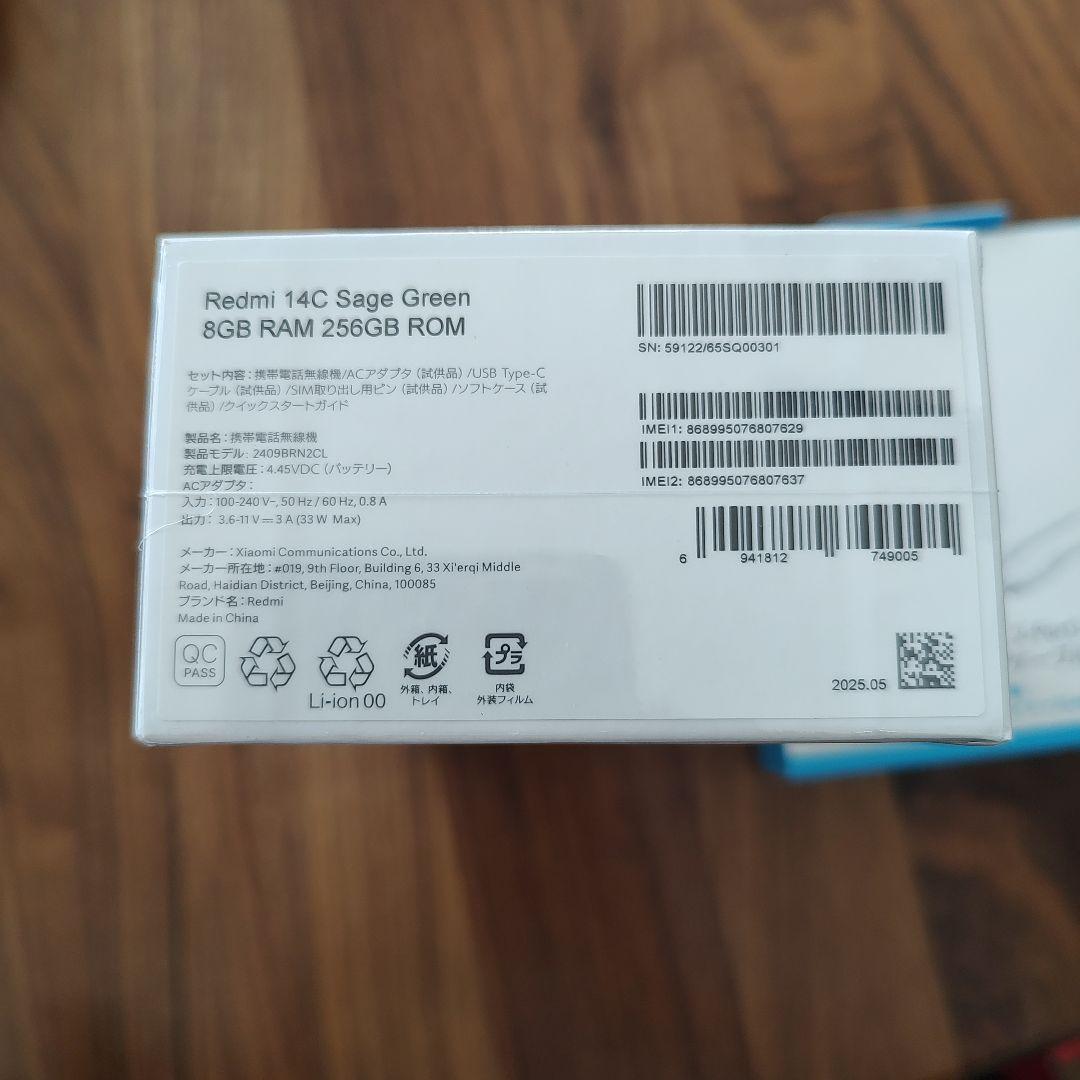 Redmi 14C Sage Green
8GB RAM 256GB ROM
セット内容：携帯電話無線機/ACアダプタ（試供品）/USB Type-C
ケーブル（試供品）/SIM取り出し用ピン（試供品）/ソフトケース（試
供品）/クイックスタートガイド
製品名：携帯電話無線機
製品モデル：2409BRN2CL
充電上限電圧：4.45VDC（バッテリー）
ACアダプタ：
入力：100-240 V~, 50 Hz / 60 Hz, 0.8 A
出力： 3.6-11 V⎓3 A (33 W Max)
メーカー：Xiaomi Communications Co., Ltd.
メーカー所在地：#019, 9th Floor, Building 6, 33 Xi'erqi Middle
Road, Haidian District, Beijing, China, 100085
ブランド名：Redmi
Made in China
QC
PASS
Li-ion 00
紙
外箱、内箱、
トレイ
プラ
内袋
外装フィルム
SN: 59122/65SQ00301
IMEI1: 868995076807629
IMEI2: 868995076807637
6 941812 749005
2025.05